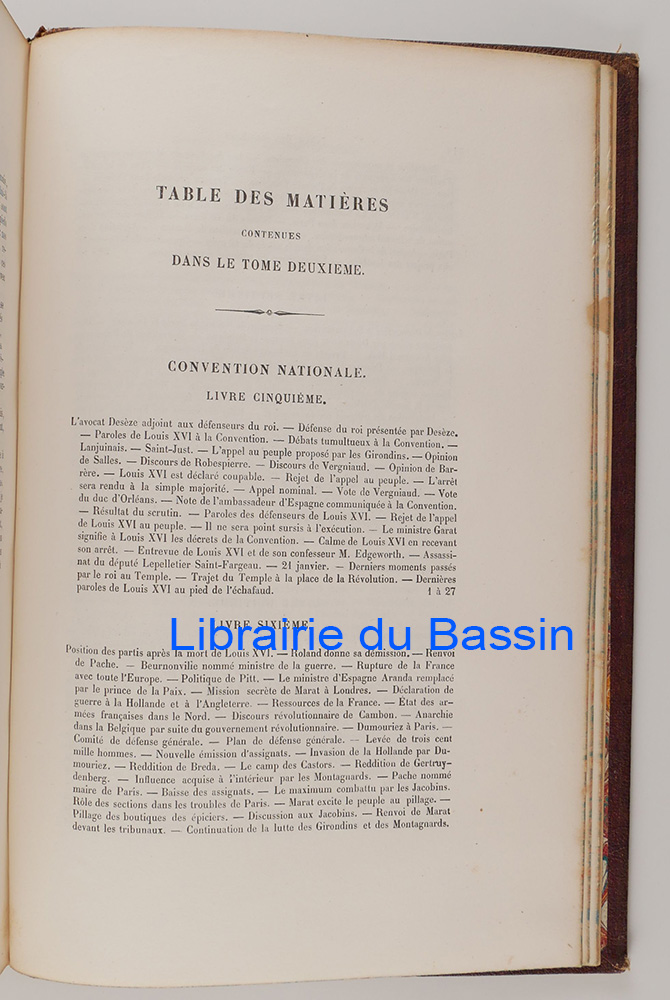 TABLE DES MATIÈRES
CONTENUES
DANS LE TOME DEUXIEME.
CONVENTION NATIONALE.
LIVRE CINQUIÈME.
L'avocat Desèze adjoint aux défenseurs du roi. — Défense du roi présentée par Desèze.
— Paroles de Louis XVI à la Convention. — Débats tumultueux à la Convention. —
Lanjuinais. — Saint-Just. — L'appel au peuple proposé par les Girondins. — Opinion
de Salles. — Discours de Robespierre. — Discours de Vergniaud. — Opinion de Bar-
rère. — Louis XVI est déclaré coupable. — Rejet de l'appel au peuple. — L'arrêt
sera rendu à la simple majorité. — Appel nominal. — Vote de Vergniaud. — Vote
du duc d'Orléans. — Note de l'ambassadeur d'Espagne communiquée à la Convention.
— Résultat du scrutin. — Paroles des défenseurs de Louis XVI. — Rejet de l'appel
de Louis XVI au peuple. — Il ne sera point sursis à l'exécution. — Le ministre Garat
signifie à Louis XVI les décrets de la Convention. — Calme de Louis XVI en recevant
son arrêt. — Entrevue de Louis XVI et de son confesseur M. Edgeworth. — Assassi-
nat du député Lepelletier Saint-Fargeau. — 21 janvier. — Derniers moments passés
par le roi au Temple. — Trajet du Temple à la place de la Révolution. — Dernières
paroles de Louis XVI au pied de l'échafaud. 1 à 27
LIVRE SIXIÈME.
Librairie du Bassin
Position des partis après la mort de Louis XVI. — Roland donne sa démission. — Renvoi
de Pache. — Beurnonville nommé ministre de la guerre. — Rupture de la France
avec toute l'Europe. — Politique de Pitt. — Le ministre d'Espagne Aranda remplacé
par le prince de la Paix. — Mission secrète de Marat à Londres. — Déclaration de
guerre à la Hollande et à l'Angleterre. — Ressources de la France. — État des ar-
mées françaises dans le Nord. — Discours révolutionnaire de Cambon. — Anarchie
dans la Belgique par suite du gouvernement révolutionnaire. — Dumouriez à Paris. —
Comité de défense générale. — Plan de défense générale. — Levée de trois cent
mille hommes. — Nouvelle émission d'assignats. — Invasion de la Hollande par Du-
mouriez. — Reddition de Breda. — Le camp des Castors. — Reddition de Gertruy-
denberg. — Influence acquise à l'intérieur par les Montagnards. — Pache nommé
maire de Paris. — Baisse des assignats. — Le maximum combattu par les Jacobins.
Rôle des sections dans les troubles de Paris. — Marat excite le peuple au pillage. —
Pillage des boutiques des épiciers. — Discussion aux Jacobins. — Renvoi de Marat
devant les tribunaux. — Continuation de la lutte des Girondins et des Montagnards.